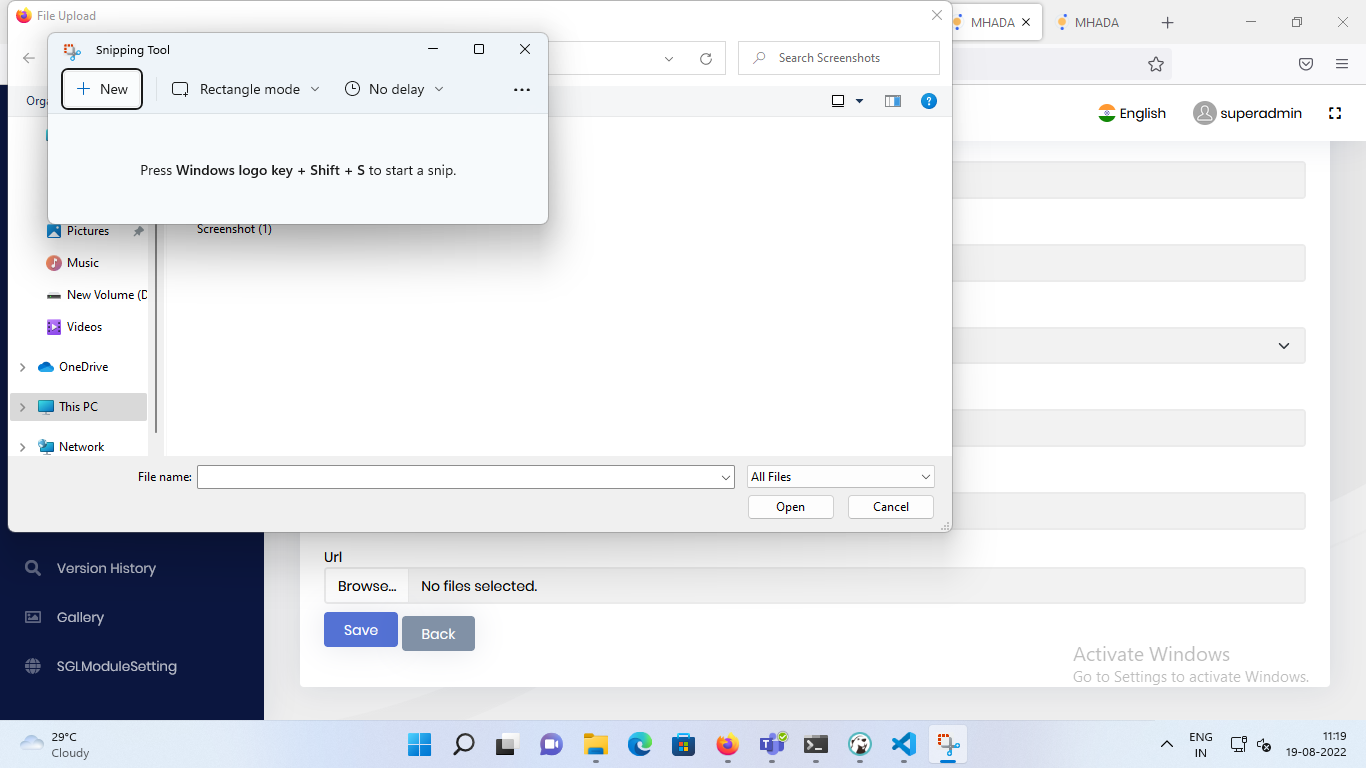 File Upload
MHADA
MHADA
Snipping Tool
Search Screenshots
New
Rectangle mode
No delay
Orga
English
superadmin
Press Windows logo key + Shift + S to start a snip.
Pictures
Screenshot (1)
Music
New Volume (D
Videos
OneDrive
This PC
Network
File name:
All Files
Open
Cancel
Url
Browse...
No files selected.
Save
Back
Version History
Gallery
SGLModuleSetting
Activate Windows
Go to Settings to activate Windows.
29°C
Cloudy
ENG
IN
11:19
19-08-2022